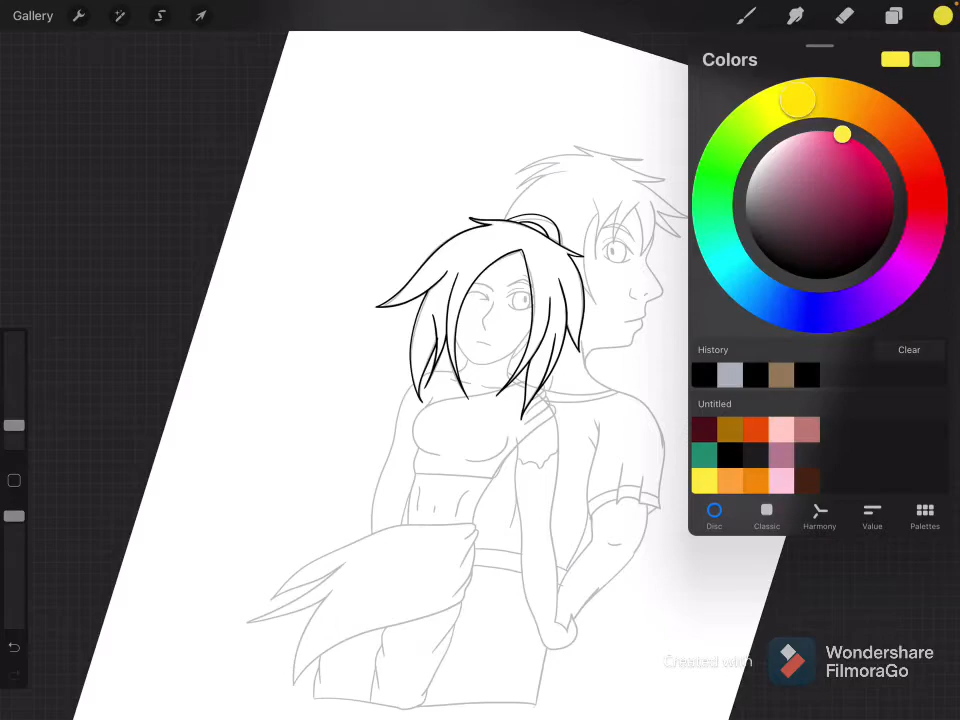 Gallery
Colors
History
Clear
Untitled
Disc
Classic
Harmony
Value
Palettes
Created with
Wondershare
FilmoraGo